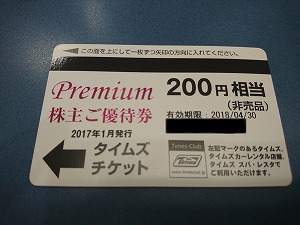 この面を上にして一枚ずつ矢印の方向に入れてください。
Premium
株主ご優待券
2017年1月発行
200円相当
(非売品)
有効期限：2018/04/30
タイムズ
チケット
Times Club
Times
www.timesclub.jp
左記マークのあるタイムズ、
タイムズカーレンタル店舗、
タイムズ スパ・レスタで
ご利用いただけます。